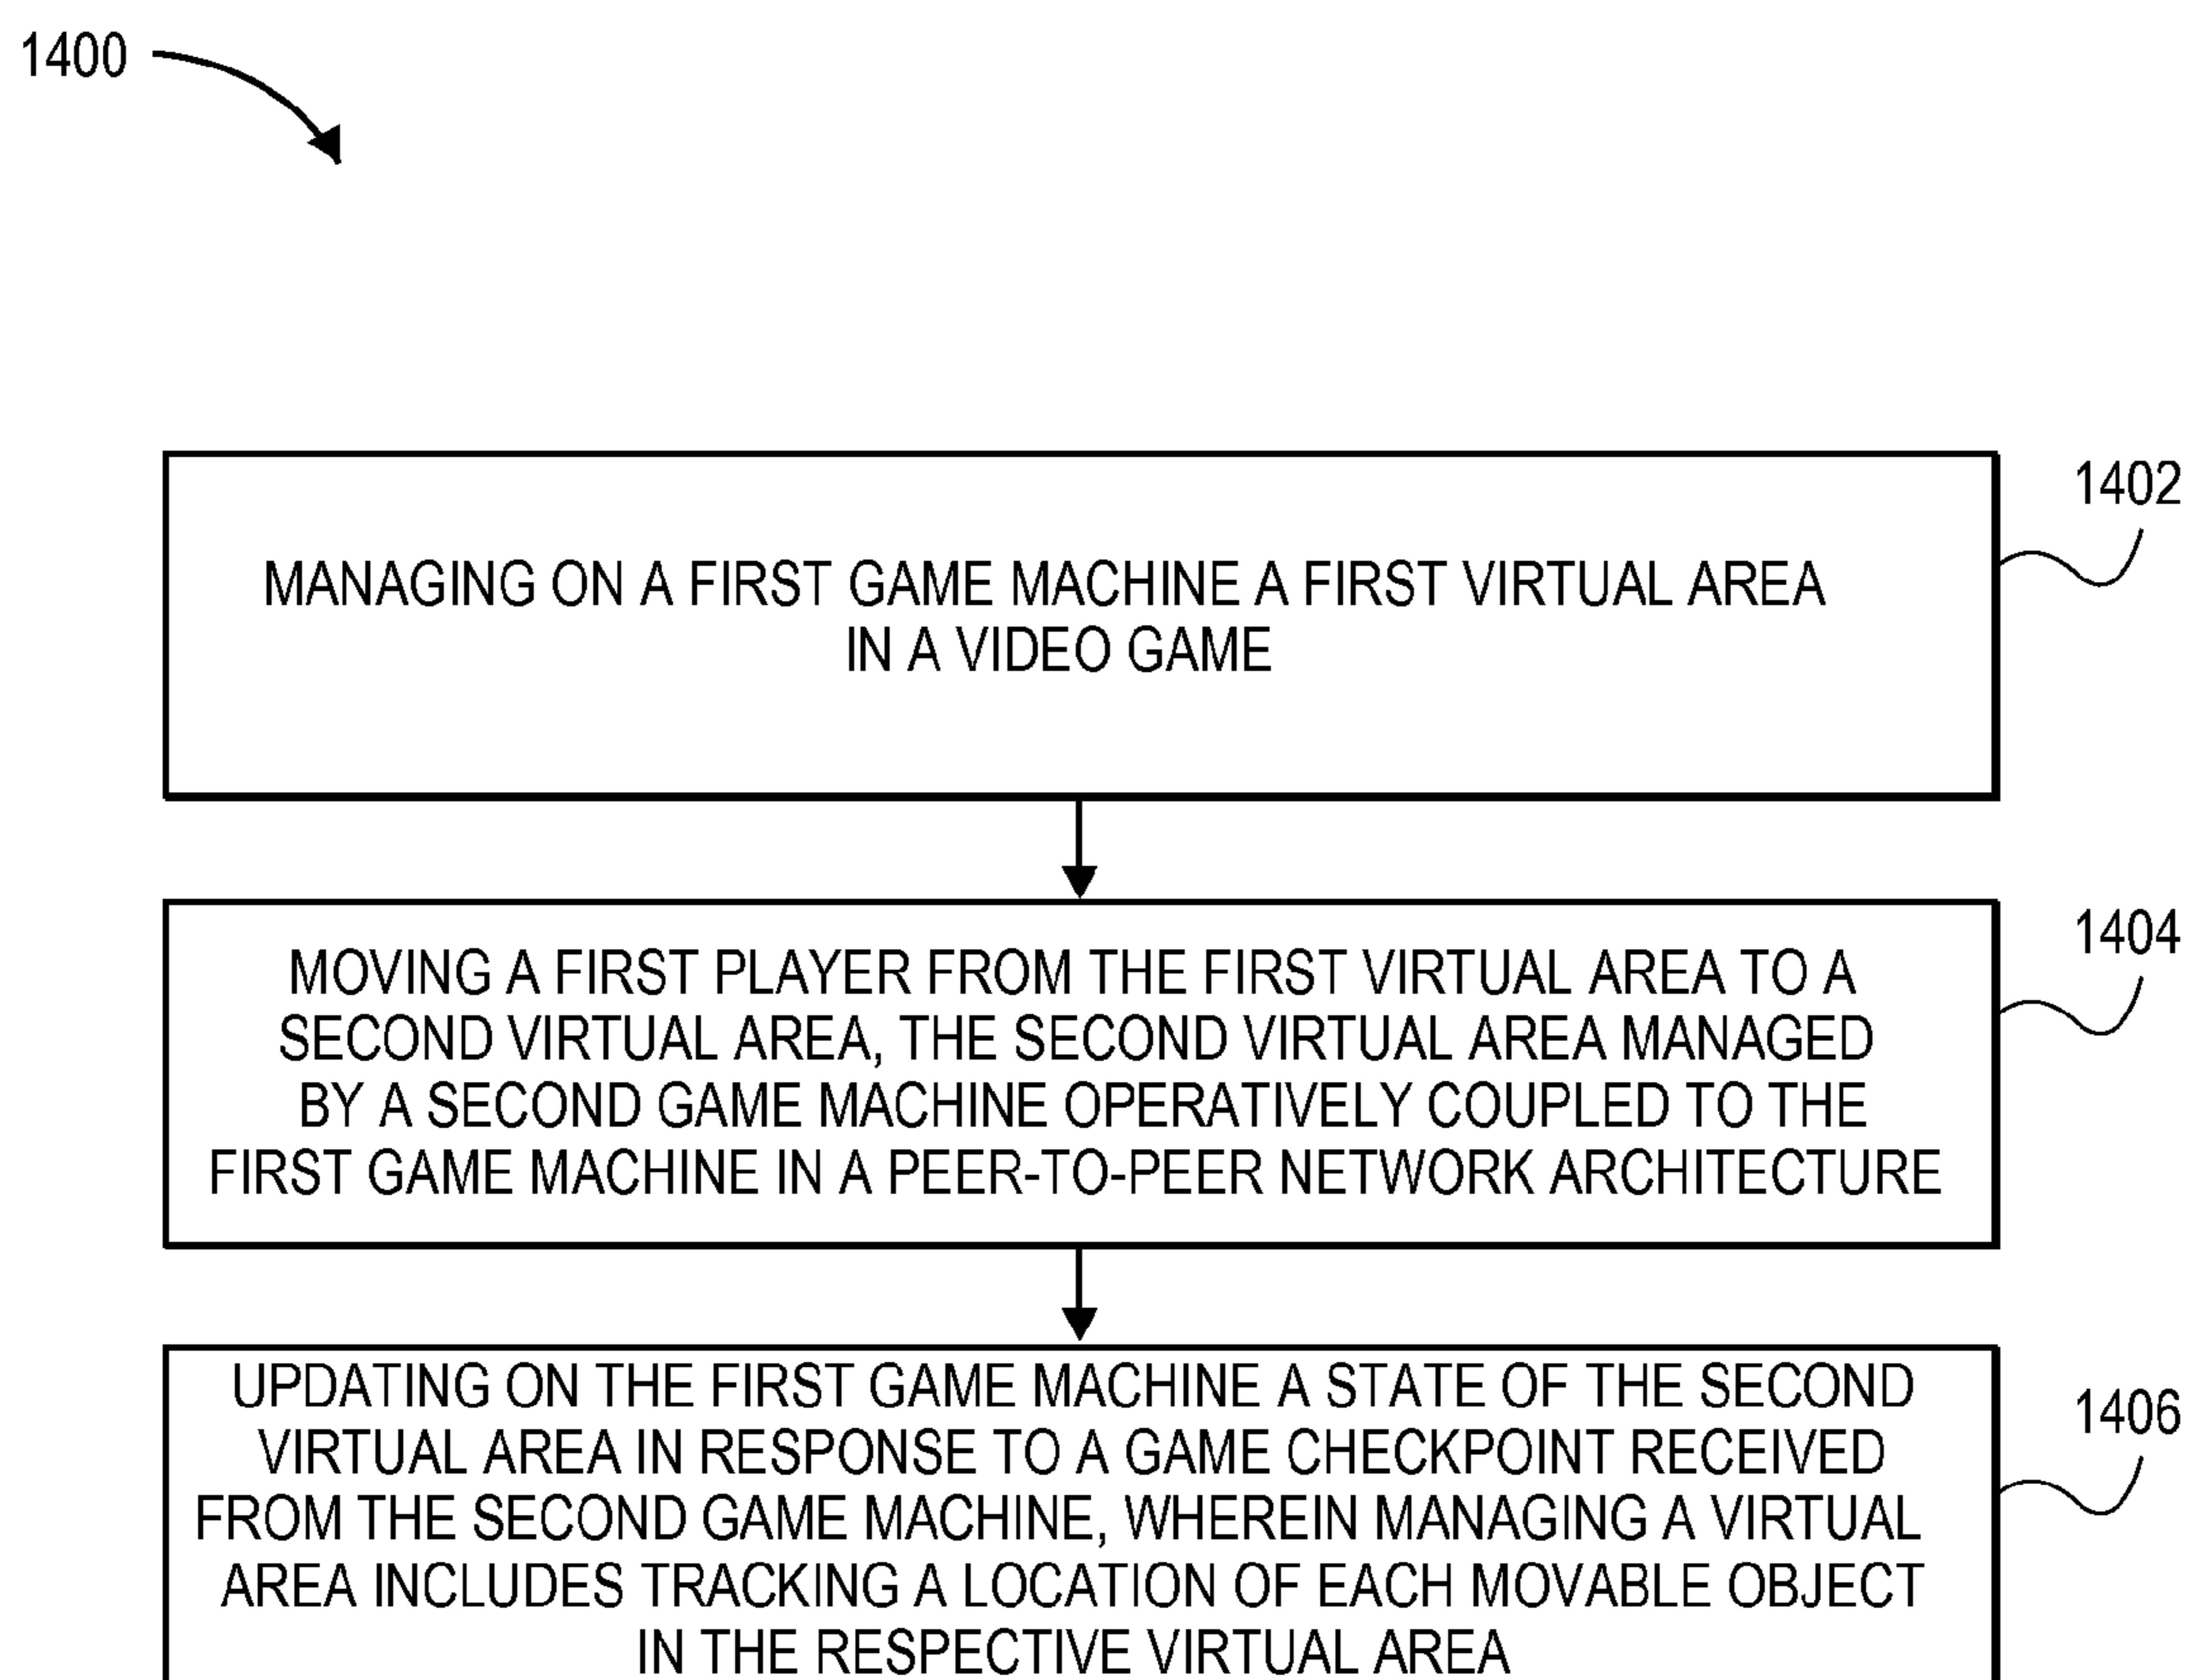 1400
1402
MANAGING ON A FIRST GAME MACHINE A FIRST VIRTUAL AREA
IN A VIDEO GAME
1404
MOVING A FIRST PLAYER FROM THE FIRST VIRTUAL AREA TO A
SECOND VIRTUAL AREA, THE SECOND VIRTUAL AREA MANAGED
BY A SECOND GAME MACHINE OPERATIVELY COUPLED TO THE
FIRST GAME MACHINE IN A PEER-TO-PEER NETWORK ARCHITECTURE
1406
UPDATING ON THE FIRST GAME MACHINE A STATE OF THE SECOND
VIRTUAL AREA IN RESPONSE TO A GAME CHECKPOINT RECEIVED
FROM THE SECOND GAME MACHINE, WHEREIN MANAGING A VIRTUAL
AREA INCLUDES TRACKING A LOCATION OF EACH MOVABLE OBJECT
IN THE RESPECTIVE VIRTUAL AREA